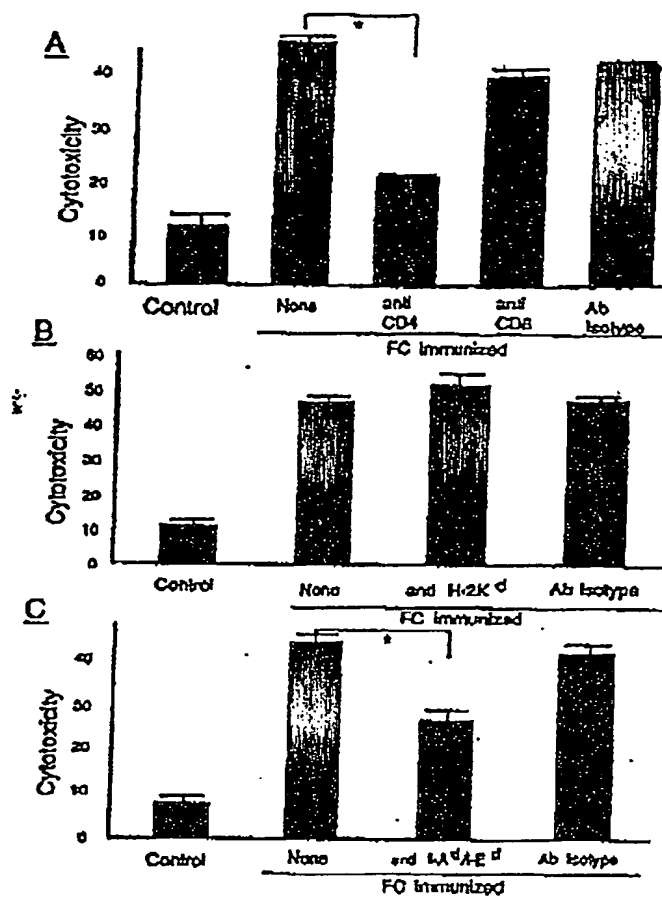 A
*
Cytotoxicity
40
30
20
10
0
Control None anti CD4 anti CD8 Ab Isotype
FC Immunized
B
60
50
40
30
20
10
0
Cytotoxicity
Control None and H-2K d Ab Isotype
FC Immunized
C
*
Cytotoxicity
40
30
20
10
0
Control None and I-A d/I-E d Ab Isotype
FC Immunized